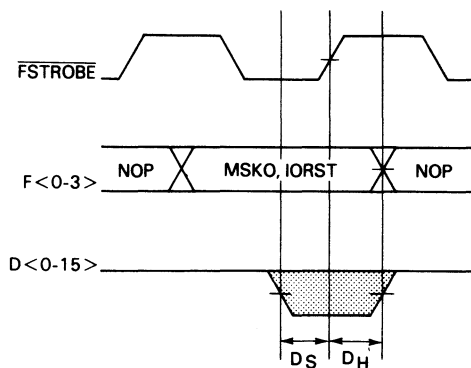 FSTROBE
NOP
MSKO, IORST
NOP
F<0-3>
D<0-15>
DS
DH